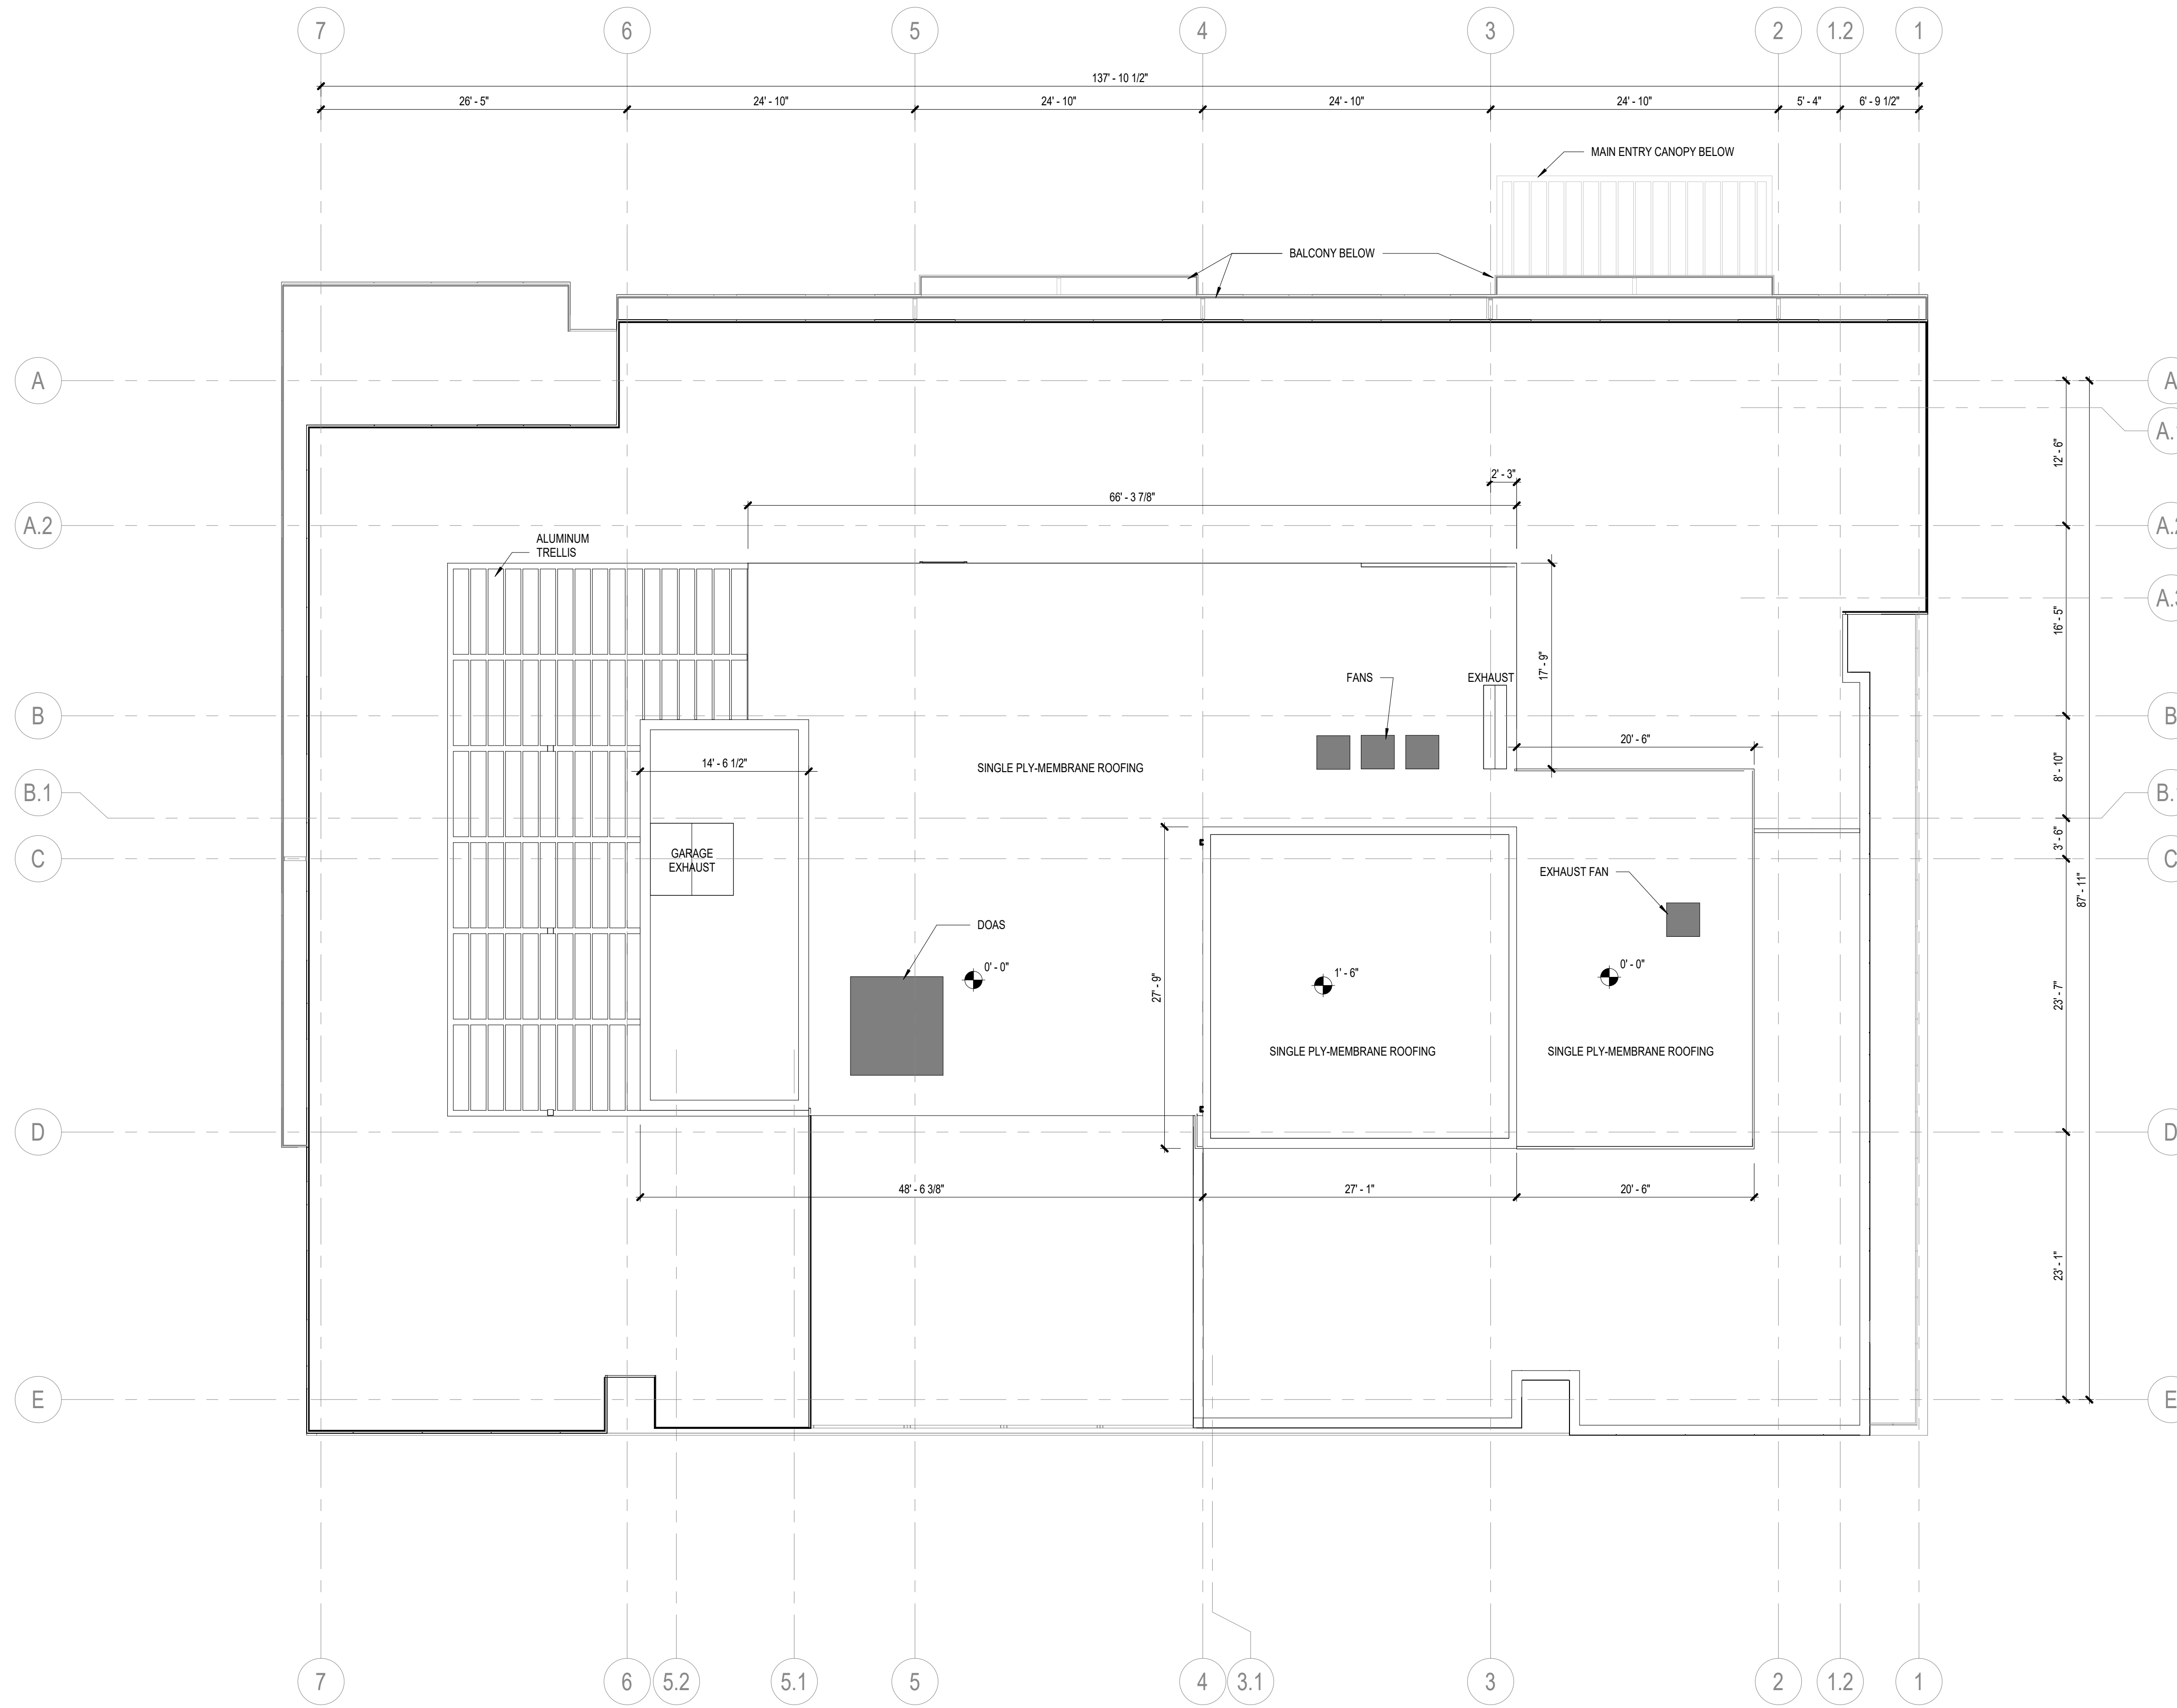 7
6
5
4
3
2
1.2
1
137' - 10 1/2"
26' - 5"
24' - 10"
24' - 10"
24' - 10"
24' - 10"
5' - 4"
6' - 9 1/2"
MAIN ENTRY CANOPY BELOW
BALCONY BELOW
A
A
A.
12' - 6"
2' - 3"
66' - 3 7/8"
A.2
A.2
ALUMINUM
TRELLIS
A.3
16' - 5"
17' - 9"
FANS
EXHAUST
B
B
20' - 6"
14' - 6 1/2"
SINGLE PLY-MEMBRANE ROOFING
8' - 10"
B.1
B.1
3' - 6"
GARAGE
EXHAUST
C
C
EXHAUST FAN
87' - 11"
DOAS
0' - 0"
1' - 6"
0' - 0"
27' - 9"
23' - 7"
SINGLE PLY-MEMBRANE ROOFING
SINGLE PLY-MEMBRANE ROOFING
D
D
48' - 6 3/8"
27' - 1"
20' - 6"
23' - 1"
E
E
7
6
5.2
5.1
5
4
3.1
3
2
1.2
1